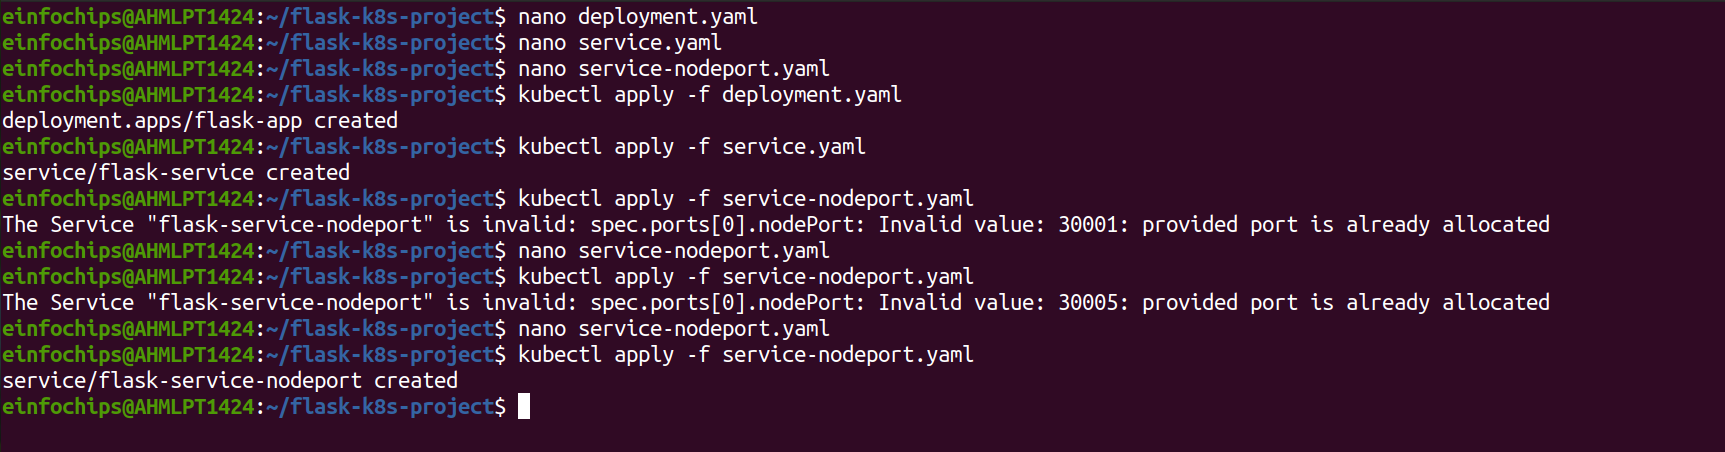 einfochips@AHMLPT1424:~/flask-k8s-project$ nano deployment.yaml
einfochips@AHMLPT1424:~/flask-k8s-project$ nano service.yaml
einfochips@AHMLPT1424:~/flask-k8s-project$ nano service-nodeport.yaml
einfochips@AHMLPT1424:~/flask-k8s-project$ kubectl apply -f deployment.yaml
deployment.apps/flask-app created
einfochips@AHMLPT1424:~/flask-k8s-project$ kubectl apply -f service.yaml
service/flask-service created
einfochips@AHMLPT1424:~/flask-k8s-project$ kubectl apply -f service-nodeport.yaml
The Service "flask-service-nodeport" is invalid: spec.ports[0].nodePort: Invalid value: 30001: provided port is already allocated
einfochips@AHMLPT1424:~/flask-k8s-project$ nano service-nodeport.yaml
einfochips@AHMLPT1424:~/flask-k8s-project$ kubectl apply -f service-nodeport.yaml
The Service "flask-service-nodeport" is invalid: spec.ports[0].nodePort: Invalid value: 30005: provided port is already allocated
einfochips@AHMLPT1424:~/flask-k8s-project$ nano service-nodeport.yaml
einfochips@AHMLPT1424:~/flask-k8s-project$ kubectl apply -f service-nodeport.yaml
service/flask-service-nodeport created
einfochips@AHMLPT1424:~/flask-k8s-project$